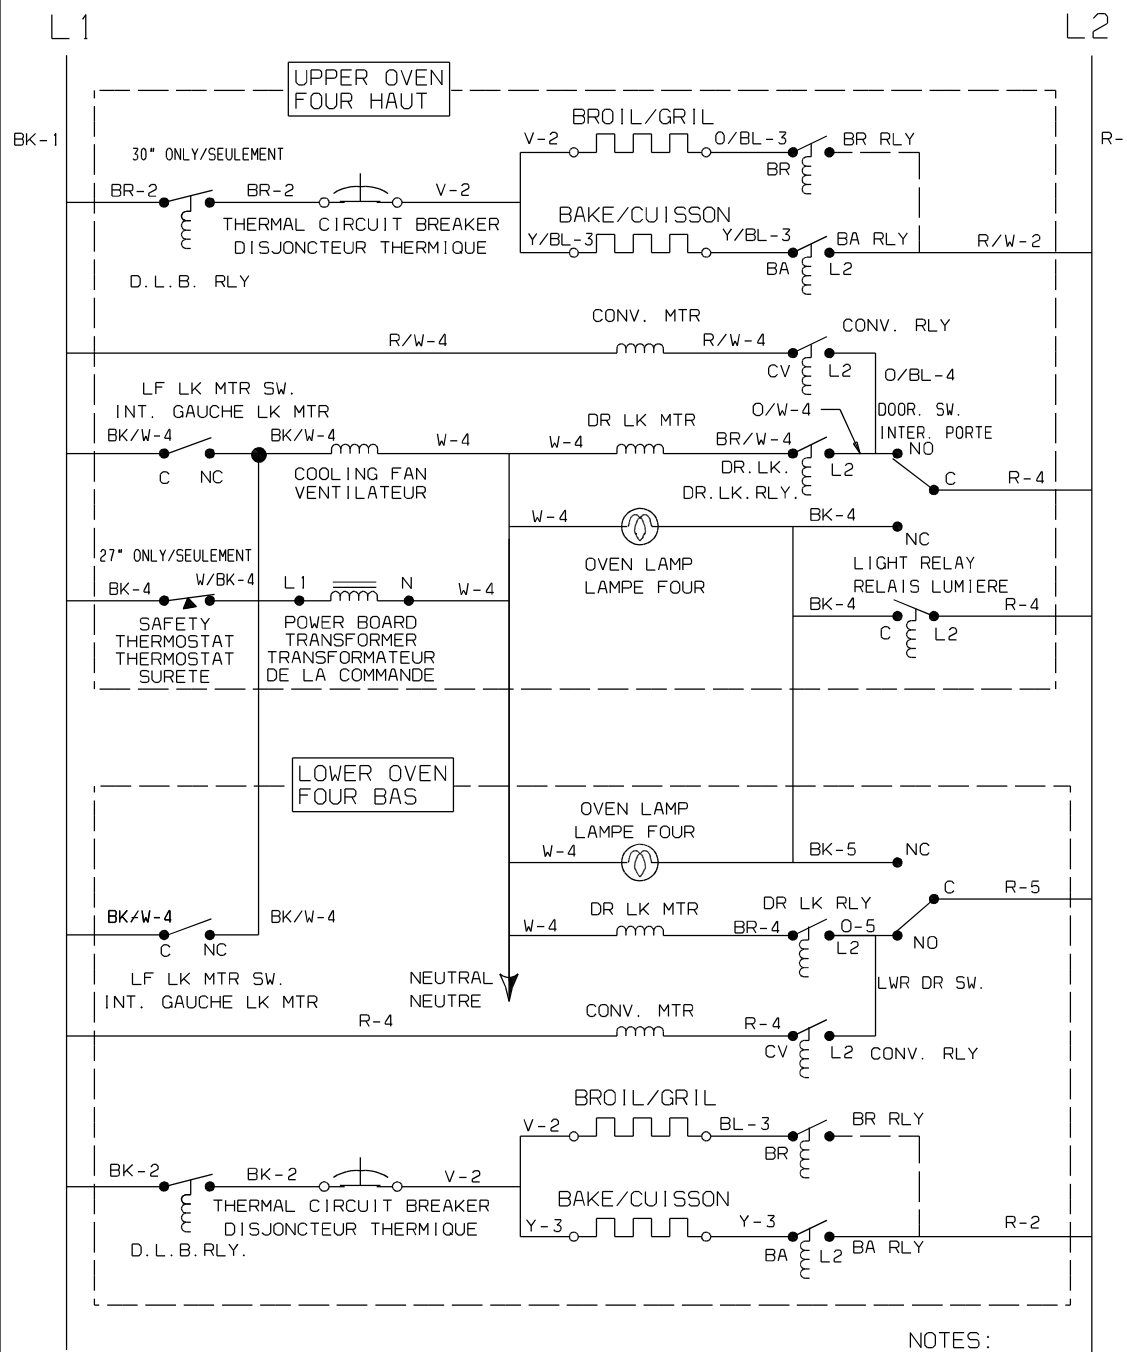 L1
L2
UPPER OVEN
FOUR HAUT
BK-1
R-
30" ONLY/SEULEMENT
BROIL/GRIL
V-2
O/BL-3
BR RLY
BR
BR-2
BR-2
V-2
THERMAL CIRCUIT BREAKER
DISJONCTEUR THERMIQUE
D.L.B. RLY
BAKE/CUISSON
Y/BL-3
Y/BL-3
BA RLY
R/W-2
BA
L2
CONV. MTR
CONV. RLY
R/W-4
R/W-4
CV
L2
O/BL-4
LF LK MTR SW.
INT. GAUCHE LK MTR
BK/W-4
BK/W-4
W-4
C
NC
COOLING FAN
VENTILATEUR
DR LK MTR
O/W-4
DOOR. SW.
INTER. PORTE
W-4
BR/W-4
NO
DR.LK.
L2
DR.LK.RLY.
C
R-4
W-4
BK-4
NC
OVEN LAMP
LAMPE FOUR
LIGHT RELAY
RELAIS LUMIERE
27" ONLY/SEULEMENT
BK-4
W/BK-4
L1
N
W-4
BK-4
R-4
C
L2
SAFETY
THERMOSTAT
THERMOSTAT
SURETE
POWER BOARD
TRANSFORMER
TRANSFORMATEUR
DE LA COMMANDE
LOWER OVEN
FOUR BAS
OVEN LAMP
LAMPE FOUR
W-4
BK-5
NC
C
R-5
DR LK MTR
DR LK RLY
BK/W-4
BK/W-4
W-4
BR-4
O-5
C
NC
L2
NO
LF LK MTR SW.
INT. GAUCHE LK MTR
NEUTRAL
NEUTRE
LWR DR SW.
R-4
CONV. MTR
R-4
CV
L2
CONV. RLY
BROIL/GRIL
V-2
BL-3
BR RLY
BR
BK-2
BK-2
V-2
THERMAL CIRCUIT BREAKER
DISJONCTEUR THERMIQUE
D.L.B.RLY.
BAKE/CUISSON
Y-3
Y-3
R-2
BA
L2
BA RLY
NOTES: